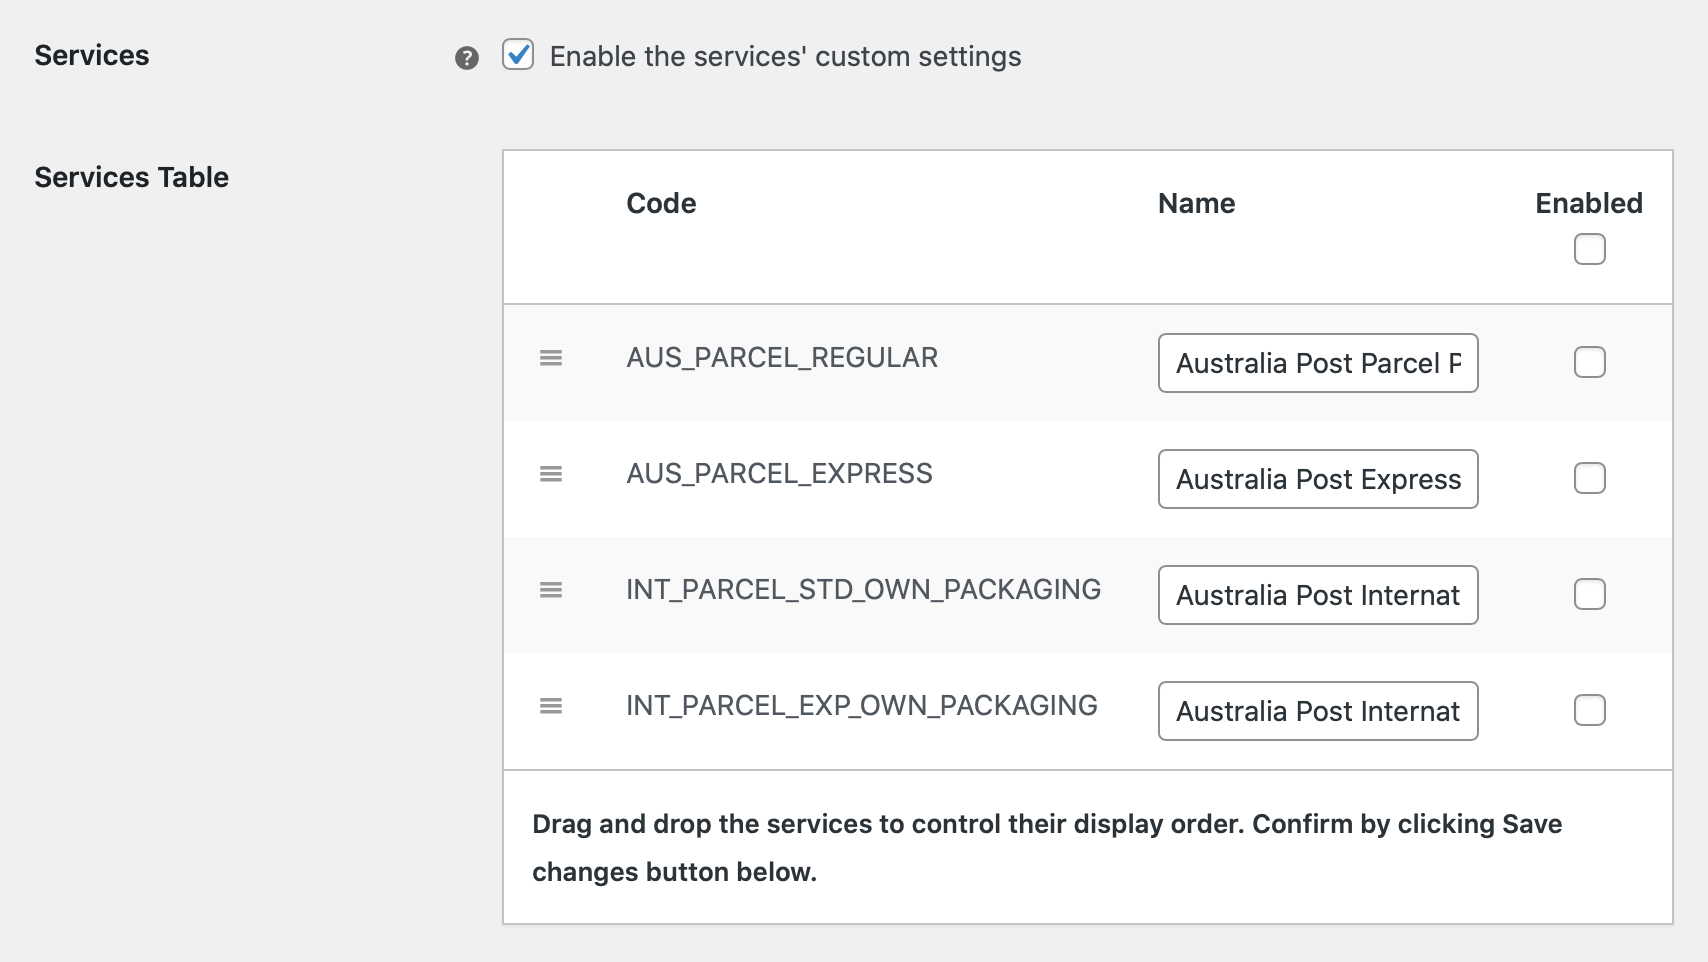 Services
? Enable the services' custom settings
Services Table
Code Name Enabled
AUS_PARCEL_REGULAR Australia Post Parcel P
AUS_PARCEL_EXPRESS Australia Post Express
INT_PARCEL_STD_OWN_PACKAGING Australia Post Internat
INT_PARCEL_EXP_OWN_PACKAGING Australia Post Internat
Drag and drop the services to control their display order. Confirm by clicking Save
changes button below.